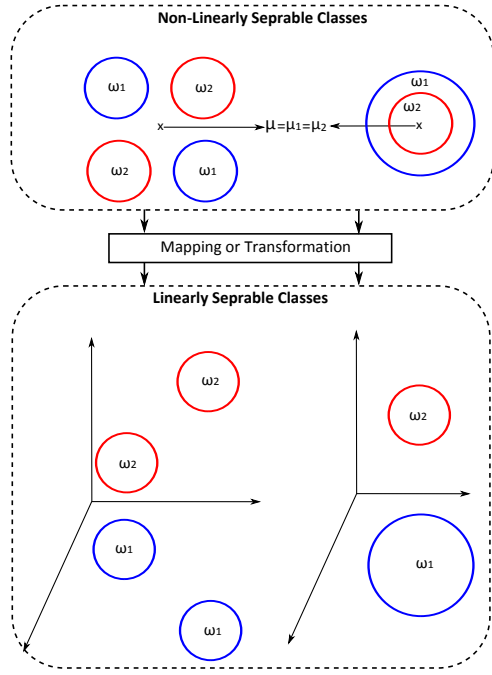 Non-Linearly Seprable Classes
ω1
ω2
ω1
ω2
x
μ=μ1=μ2
x
ω2
ω1
Mapping or Transformation
Linearly Seprable Classes
ω2
ω2
ω2
ω1
ω1
ω1